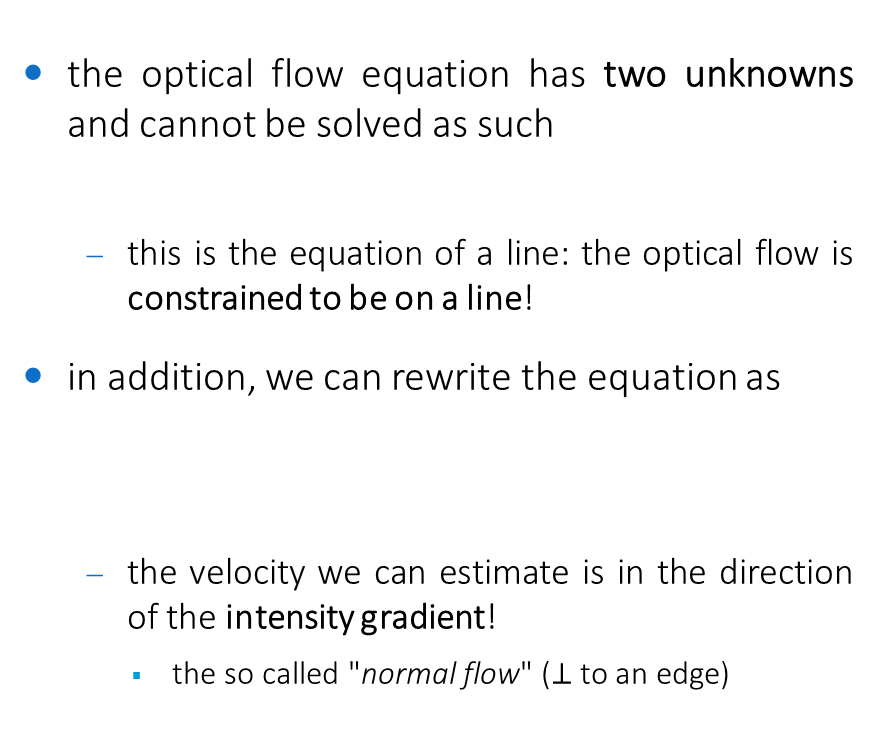 • the optical flow equation has two unknowns
and cannot be solved as such
– this is the equation of a line: the optical flow is
constrained to be on a line!
• in addition, we can rewrite the equation as
– the velocity we can estimate is in the direction
of the intensity gradient!
▪ the so called "normal flow" (⊥ to an edge)